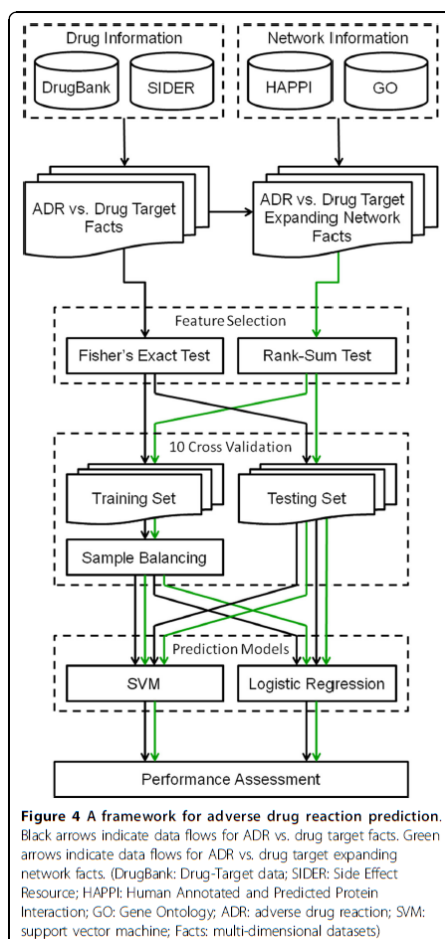 Drug Information
Network Information
DrugBank
SIDER
HAPPI
GO
ADR vs. Drug Target
Facts
ADR vs. Drug Target
Expanding Network
Facts
Feature Selection
Fisher's Exact Test
Rank-Sum Test
10 Cross Validation
Training Set
Testing Set
Sample Balancing
Prediction Models
SVM
Logistic Regression
Performance Assessment
Figure 4 A framework for adverse drug reaction prediction.
Black arrows indicate data flows for ADR vs. drug target facts. Green
arrows indicate data flows for ADR vs. drug target expanding
network facts. (DrugBank: Drug-Target data; SIDER: Side Effect
Resource; HAPPI: Human Annotated and Predicted Protein
Interaction; GO: Gene Ontology; ADR: adverse drug reaction; SVM:
support vector machine; Facts: multi-dimensional datasets)